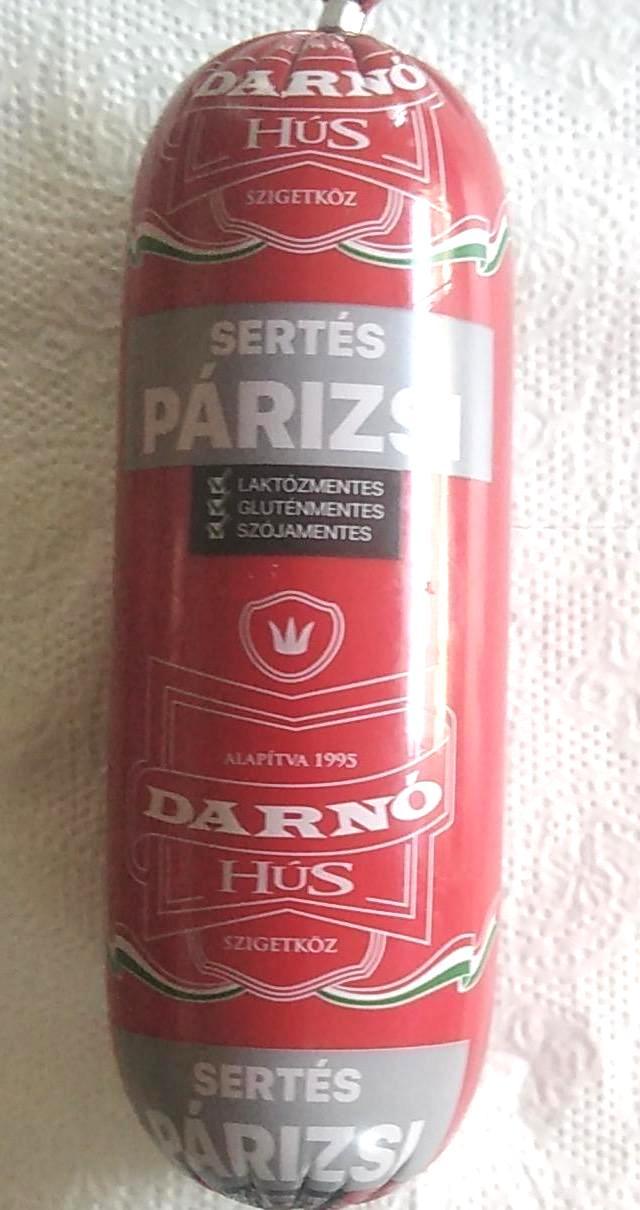 DARNÓ
HÚS
SZIGETKÖZ
SERTÉS
PÁRIZSI
LAKTÓZMENTES
GLUTÉNMENTES
SZÓJAMENTES
ALAPÍTVA 1995
DARNÓ
HÚS
SZIGETKÖZ
SERTÉS
PÁRIZSI